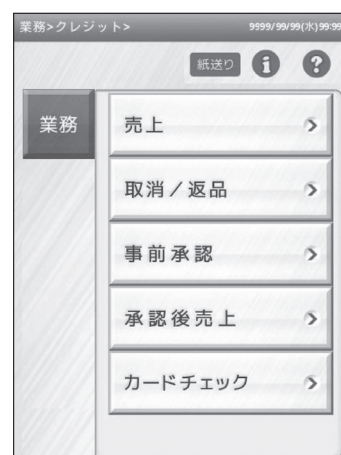 業務>クレジット> 9999/99/99(水)99:99
紙送り i ?
業務
売上
取消/返品
事前承認
承認後売上
カードチェック